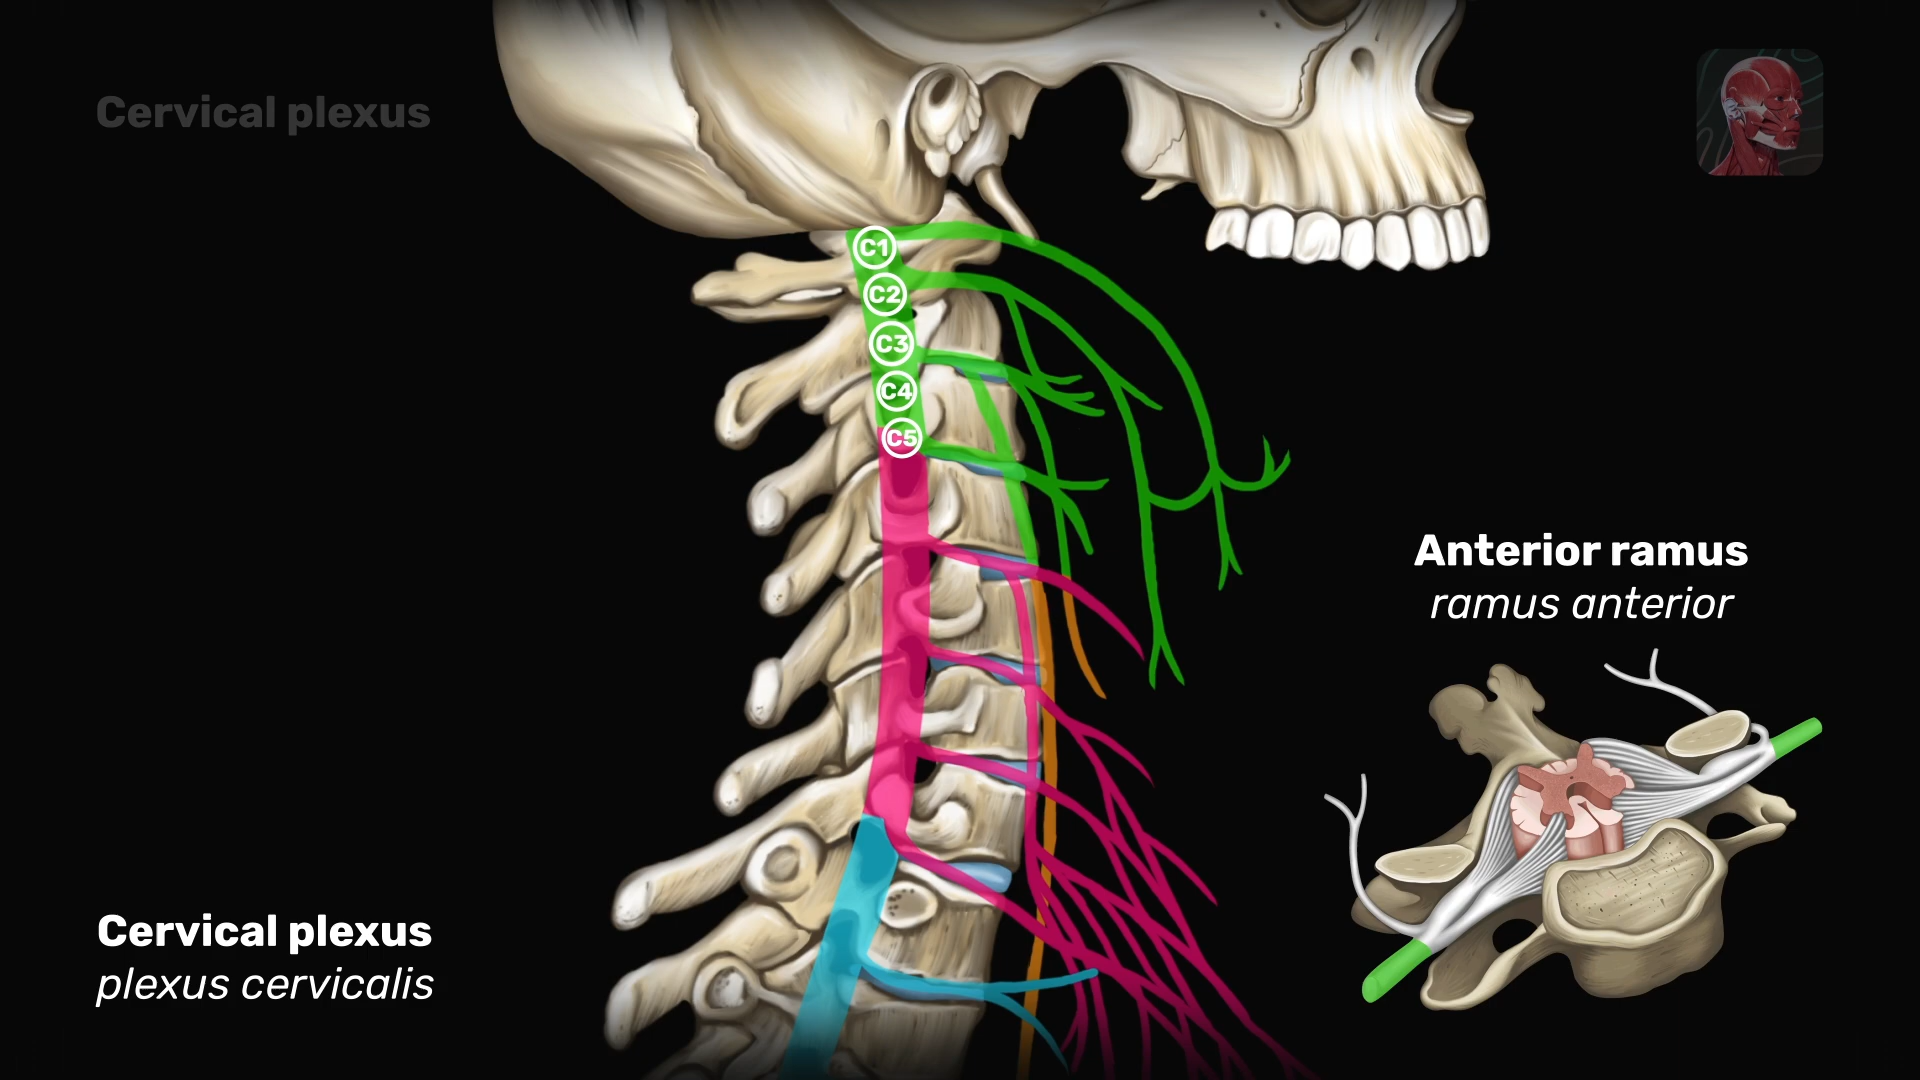 Cervical plexus
C1
C2
C3
C4
C5
Anterior ramus
ramus anterior
Cervical plexus
plexus cervicalis